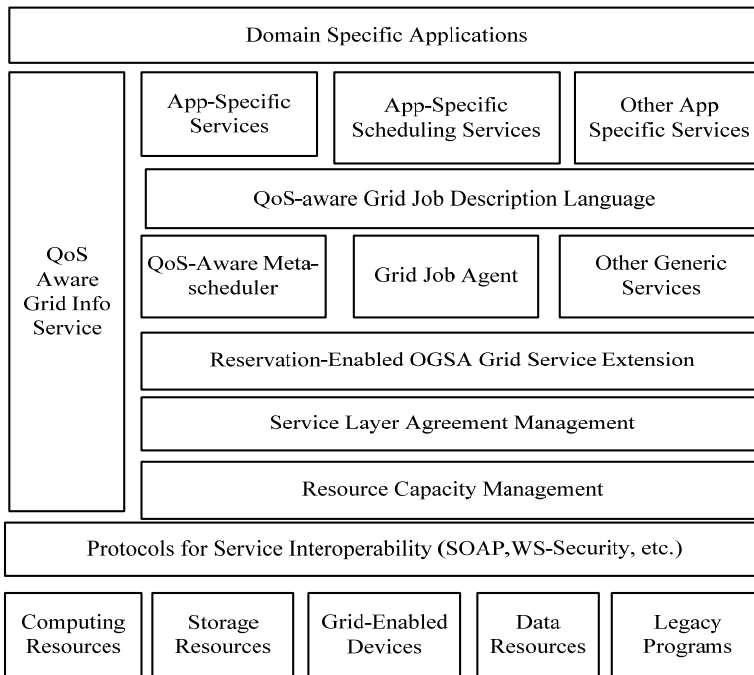 Domain Specific Applications
App-Specific
Services
App-Specific
Scheduling Services
Other App
Specific Services
QoS-aware Grid Job Description Language
QoS
Aware
Grid Info
Service
QoS-Aware Meta-
scheduler
Grid Job Agent
Other Generic
Services
Reservation-Enabled OGSA Grid Service Extension
Service Layer Agreement Management
Resource Capacity Management
Protocols for Service Interoperability (SOAP,WS-Security, etc.)
Computing
Resources
Storage
Resources
Grid-Enabled
Devices
Data
Resources
Legacy
Programs